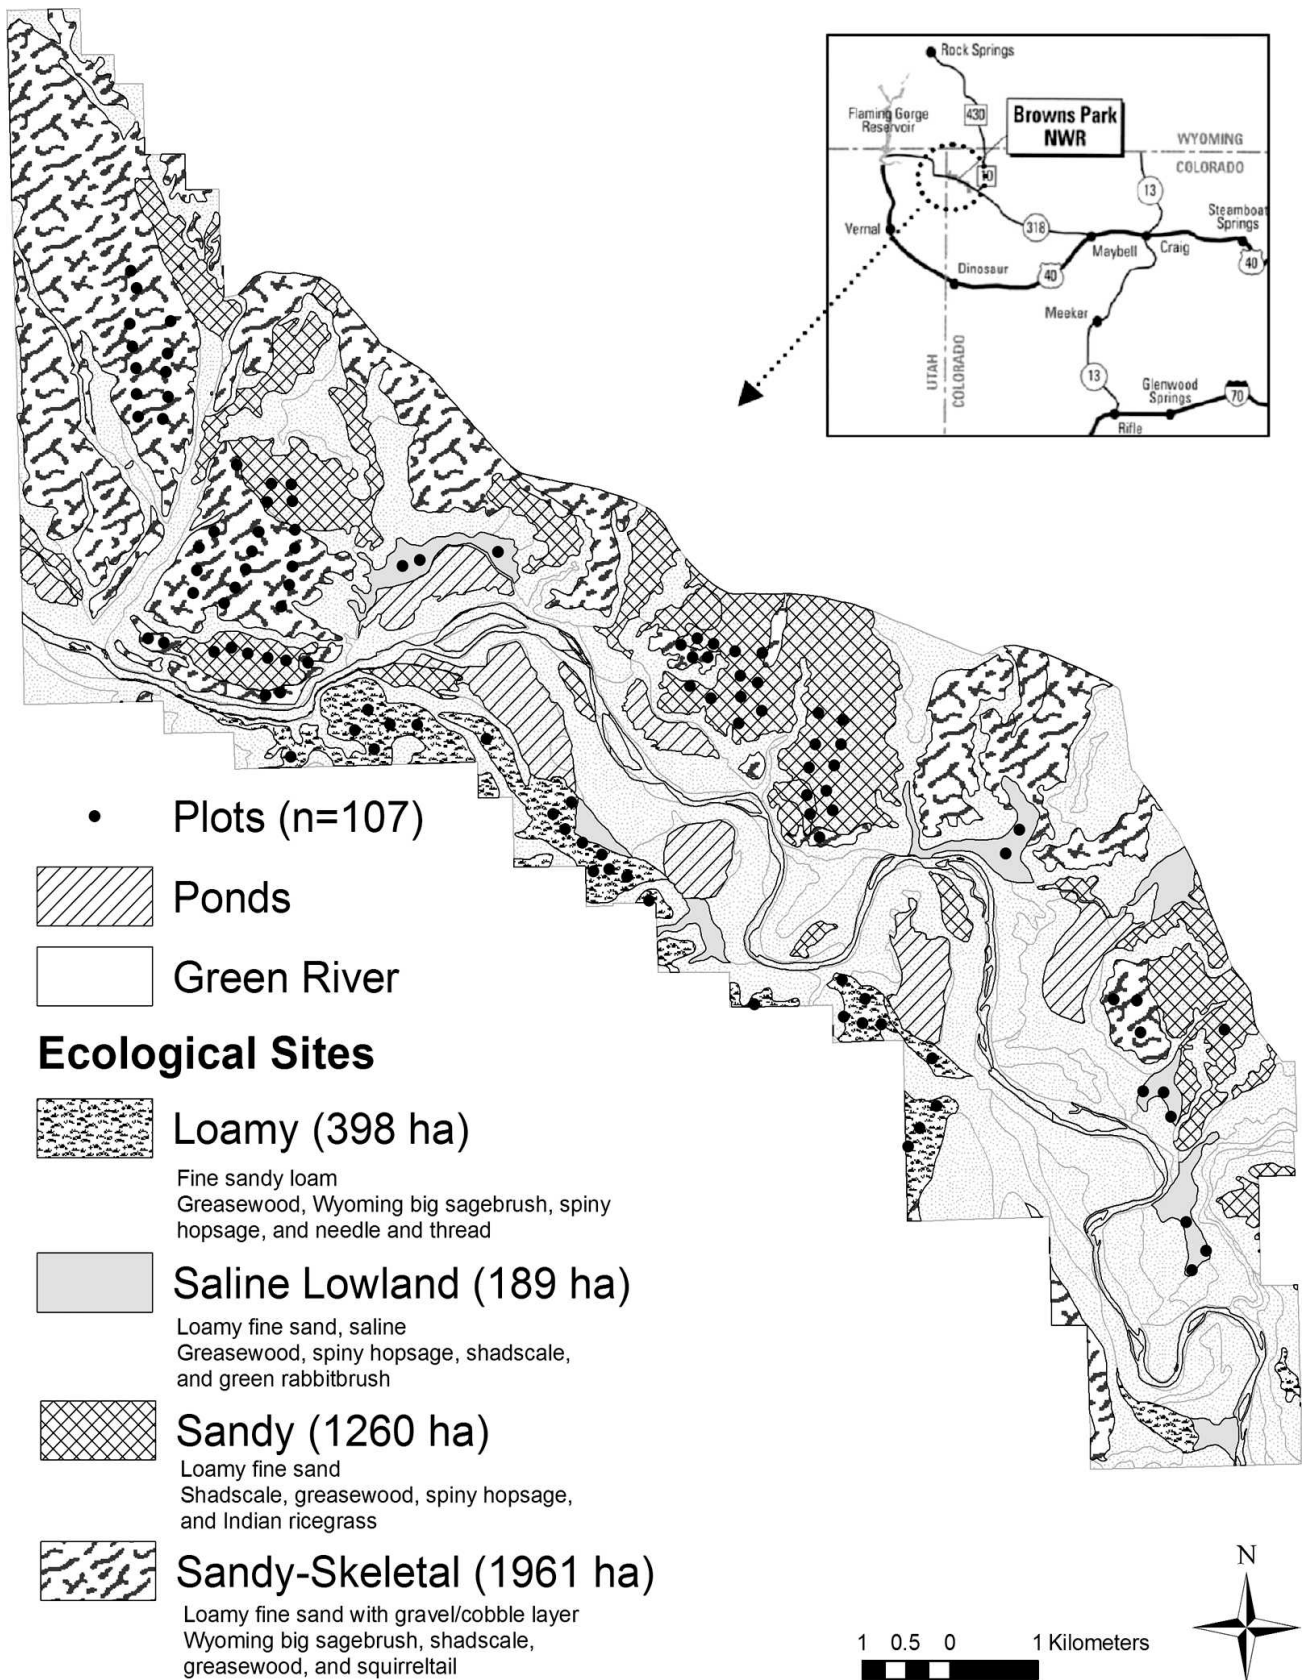 Rock Springs
Flaming Gorge
Reservoir
430
Browns Park
NWR
WYOMING
COLORADO
10
13
Steamboat
Springs
Vernal
318
Maybell
Craig
40
Dinosaur
40
Meeker
UTAH
COLORADO
13
Glenwood
Springs
70
Rifle
Plots (n=107)
Ponds
Green River
Ecological Sites
Loamy (398 ha)
Fine sandy loam
Greasewood, Wyoming big sagebrush, spiny
hopsage, and needle and thread
Saline Lowland (189 ha)
Loamy fine sand, saline
Greasewood, spiny hopsage, shadscale,
and green rabbitbrush
Sandy (1260 ha)
Loamy fine sand
Shadscale, greasewood, spiny hopsage,
and Indian ricegrass
Sandy-Skeletal (1961 ha)
Loamy fine sand with gravel/cobble layer
Wyoming big sagebrush, shadscale,
greasewood, and squirreltail
N
1 0.5 0 1 Kilometers